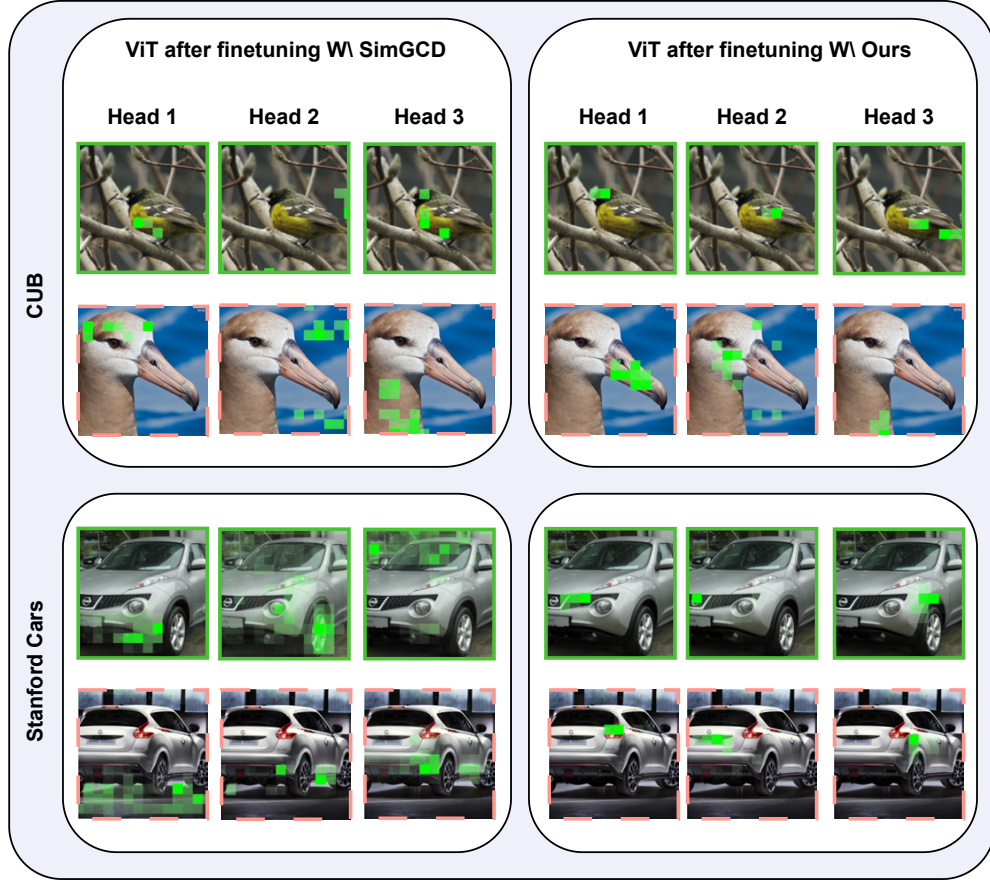 ViT after finetuning W\ SimGCD
ViT after finetuning W\ Ours
Head 1 Head 2 Head 3
Head 1 Head 2 Head 3
CUB
Stanford Cars